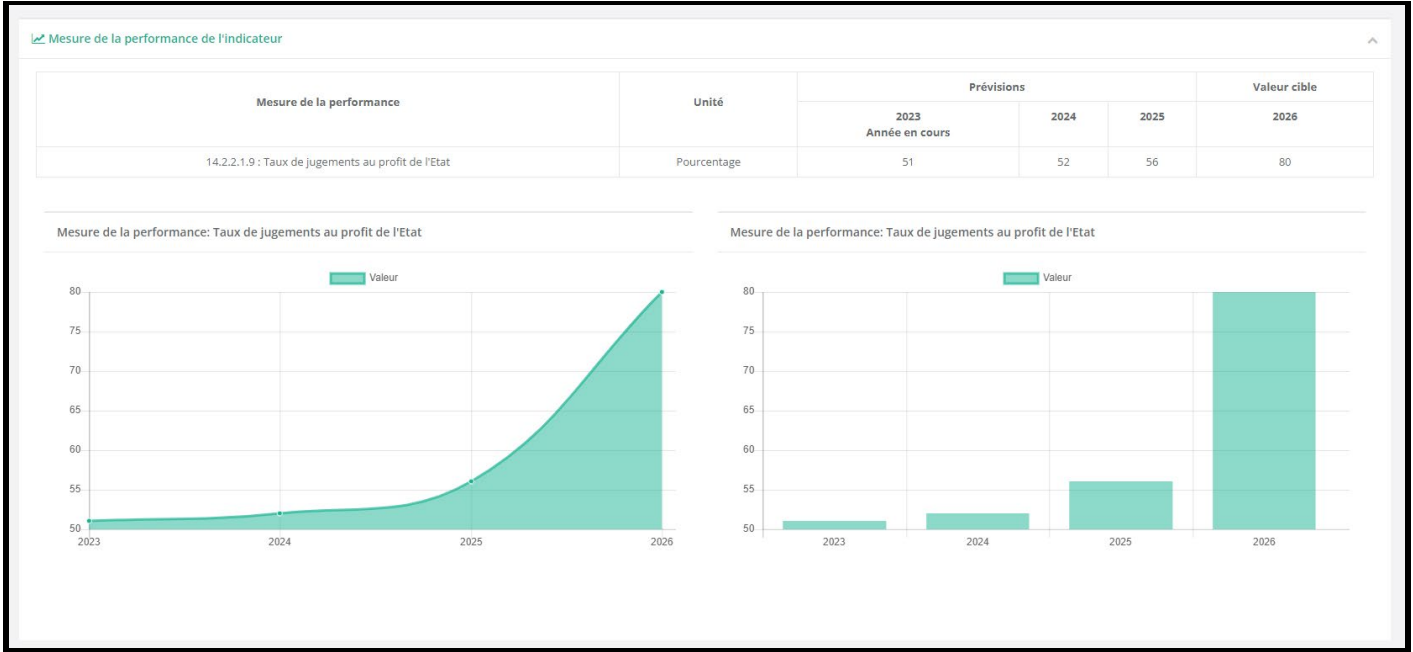 Mesure de la performance de l'indicateur
Mesure de la performance Unité Prévisions Valeur cible
2023 2024 2025 2026
Année en cours
14.2.2.1.9 : Taux de jugements au profit de l'Etat Pourcentage 51 52 56 80
Mesure de la performance: Taux de jugements au profit de l'Etat
Valeur
80
75
70
65
60
55
50
2023 2024 2025 2026
Mesure de la performance: Taux de jugements au profit de l'Etat
Valeur
80
75
70
65
60
55
50
2023 2024 2025 2026